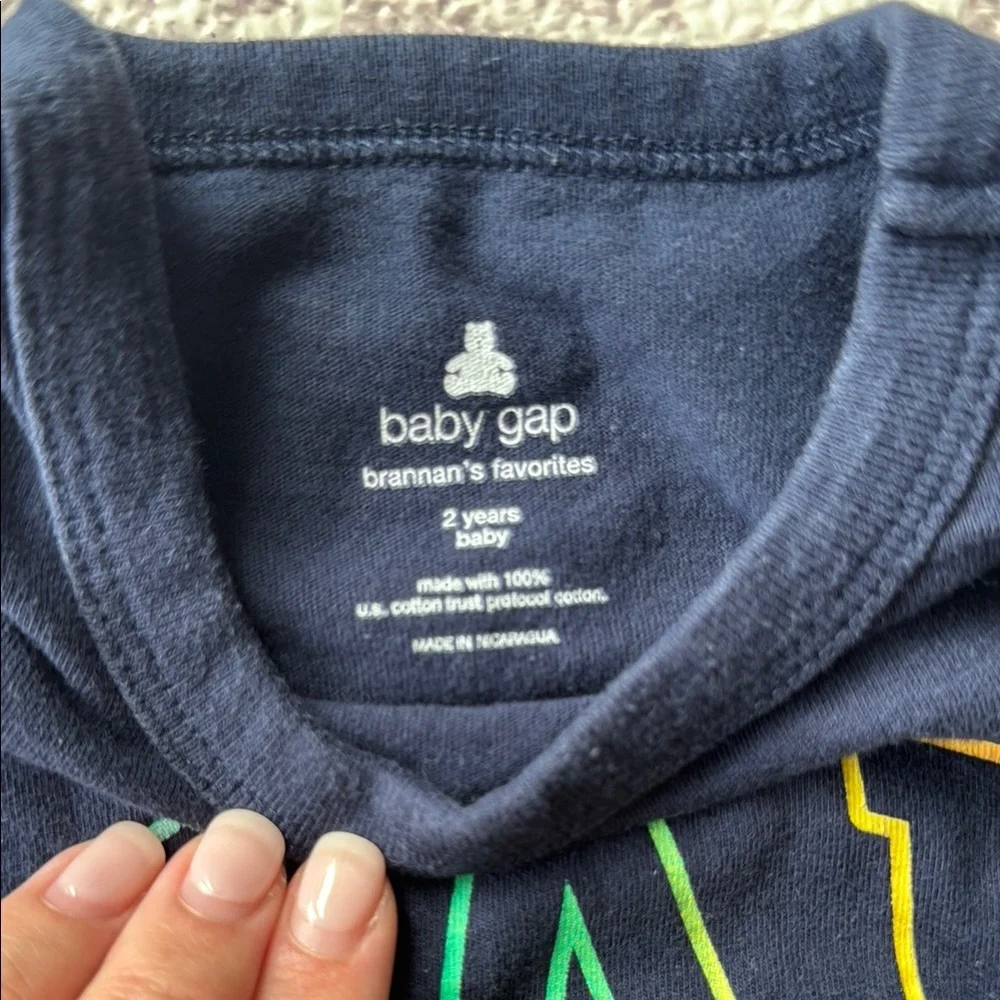 baby gap
brannan's favorites
2 years
baby
made with 100%
u.s. cotton trust protocol cotton.
MADE IN NICARAGUA